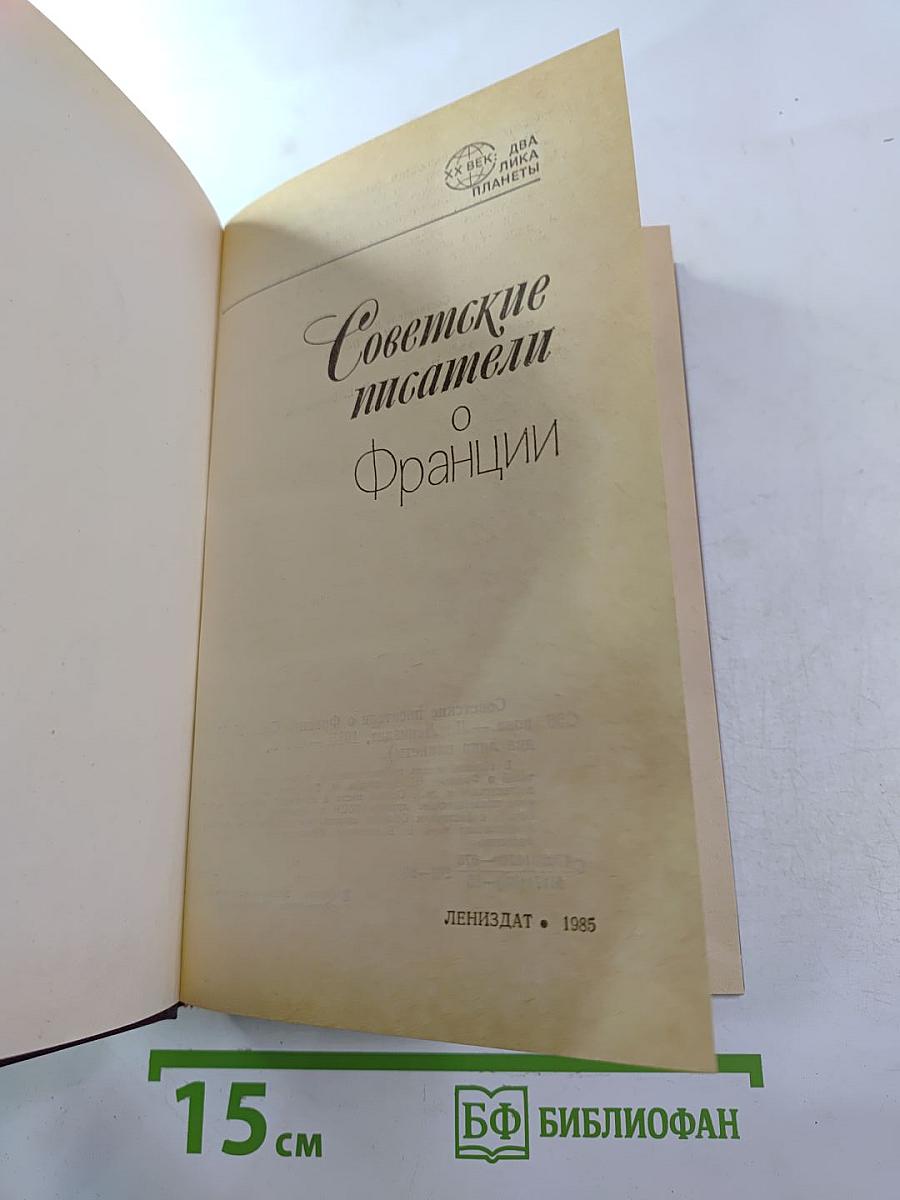 XX ВЕК: ДВА
ЛИКА
ПЛАНЕТЫ
Советские
писатели
о
Франции
ЛЕНИЗДАТ • 1985
15 см
БФ БИБЛИОФАН